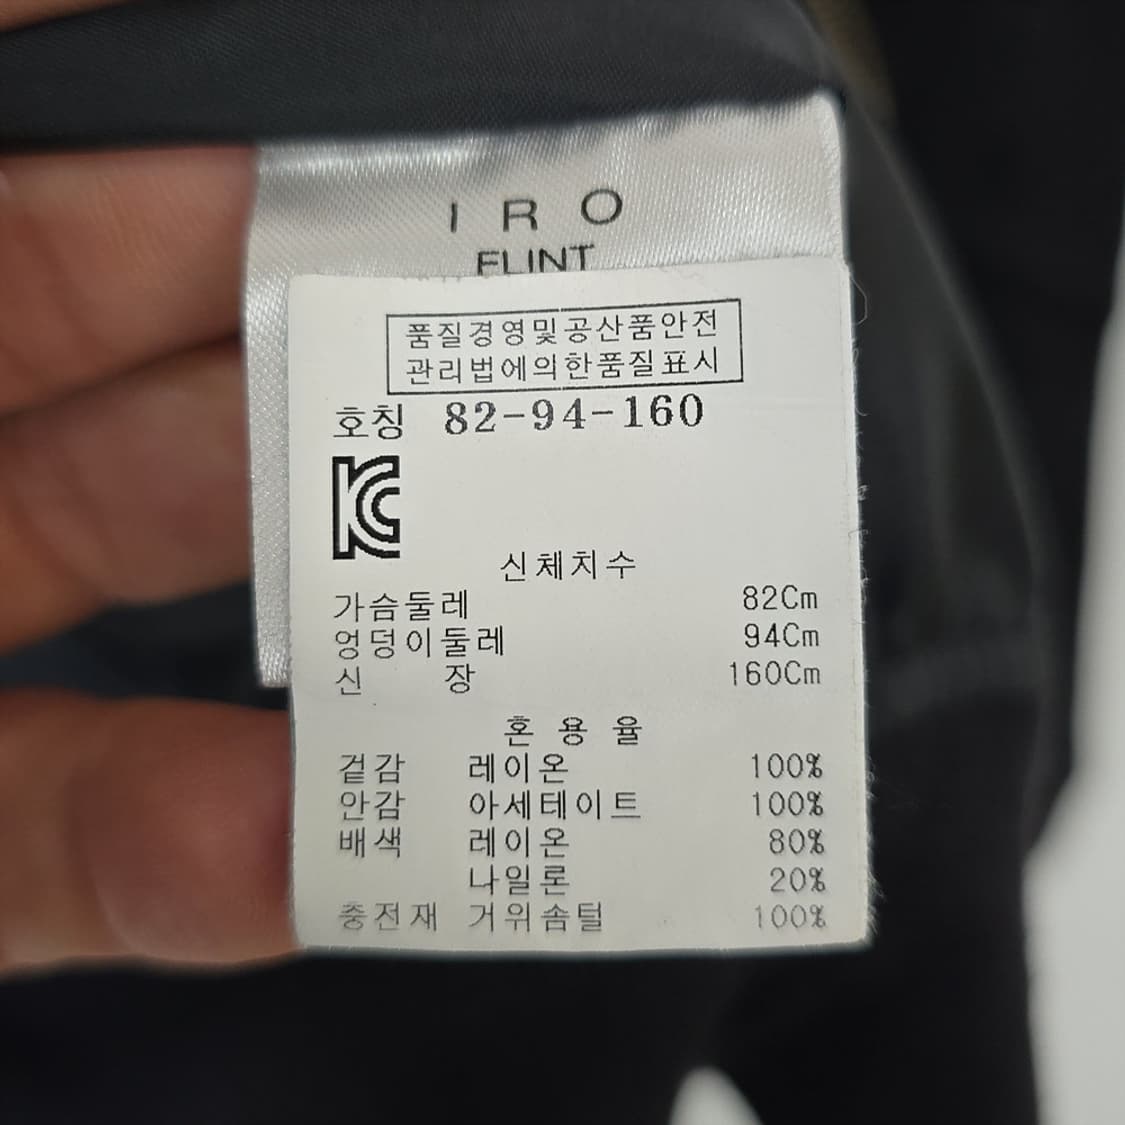 I R O
FLINT
품질경영및공산품안전
관리법에의한품질표시
호칭 82-94-160
KC
신체치수
가슴둘레 82Cm
엉덩이둘레 94Cm
신 장 160Cm
혼 용 율
겉감 레이온 100%
안감 아세테이트 100%
배색 레이온 80%
나일론 20%
충전재 거위솜털 100%